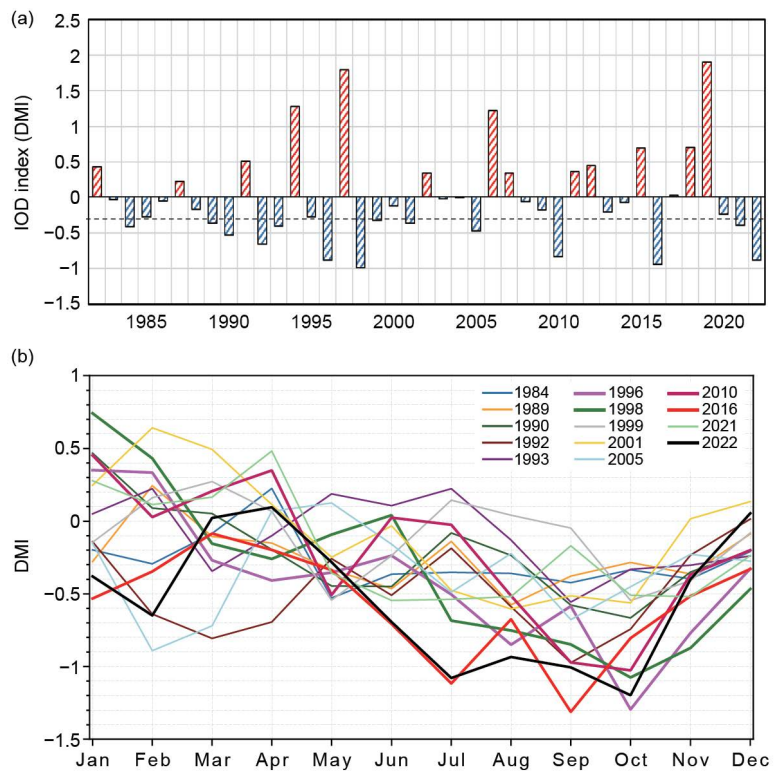 (a)
2.5
2
1.5
1
0.5
0
−0.5
−1
−1.5
IOD index (DMI)
1985 1990 1995 2000 2005 2010 2015 2020
(b)
1
0.5
0
−0.5
−1
−1.5
DMI
1984 1996 2010
1989 1998 2016
1990 1999 2021
1992 2001 2022
1993 2005
Jan Feb Mar Apr May Jun Jul Aug Sep Oct Nov Dec